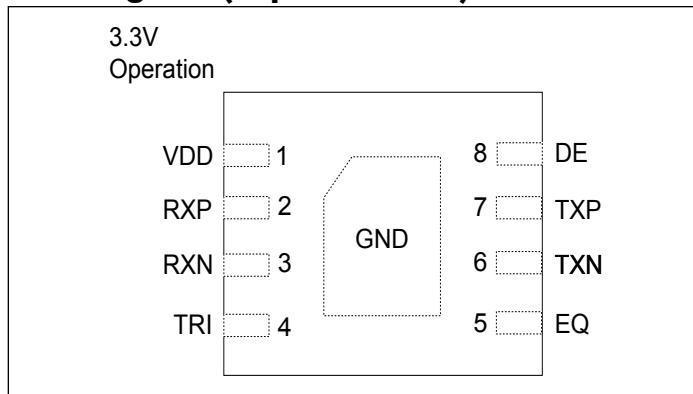 3.3V
Operation
VDD 1 8 DE
RXP 2 7 TXP
GND
RXN 3 6 TXN
TRI 4 5 EQ